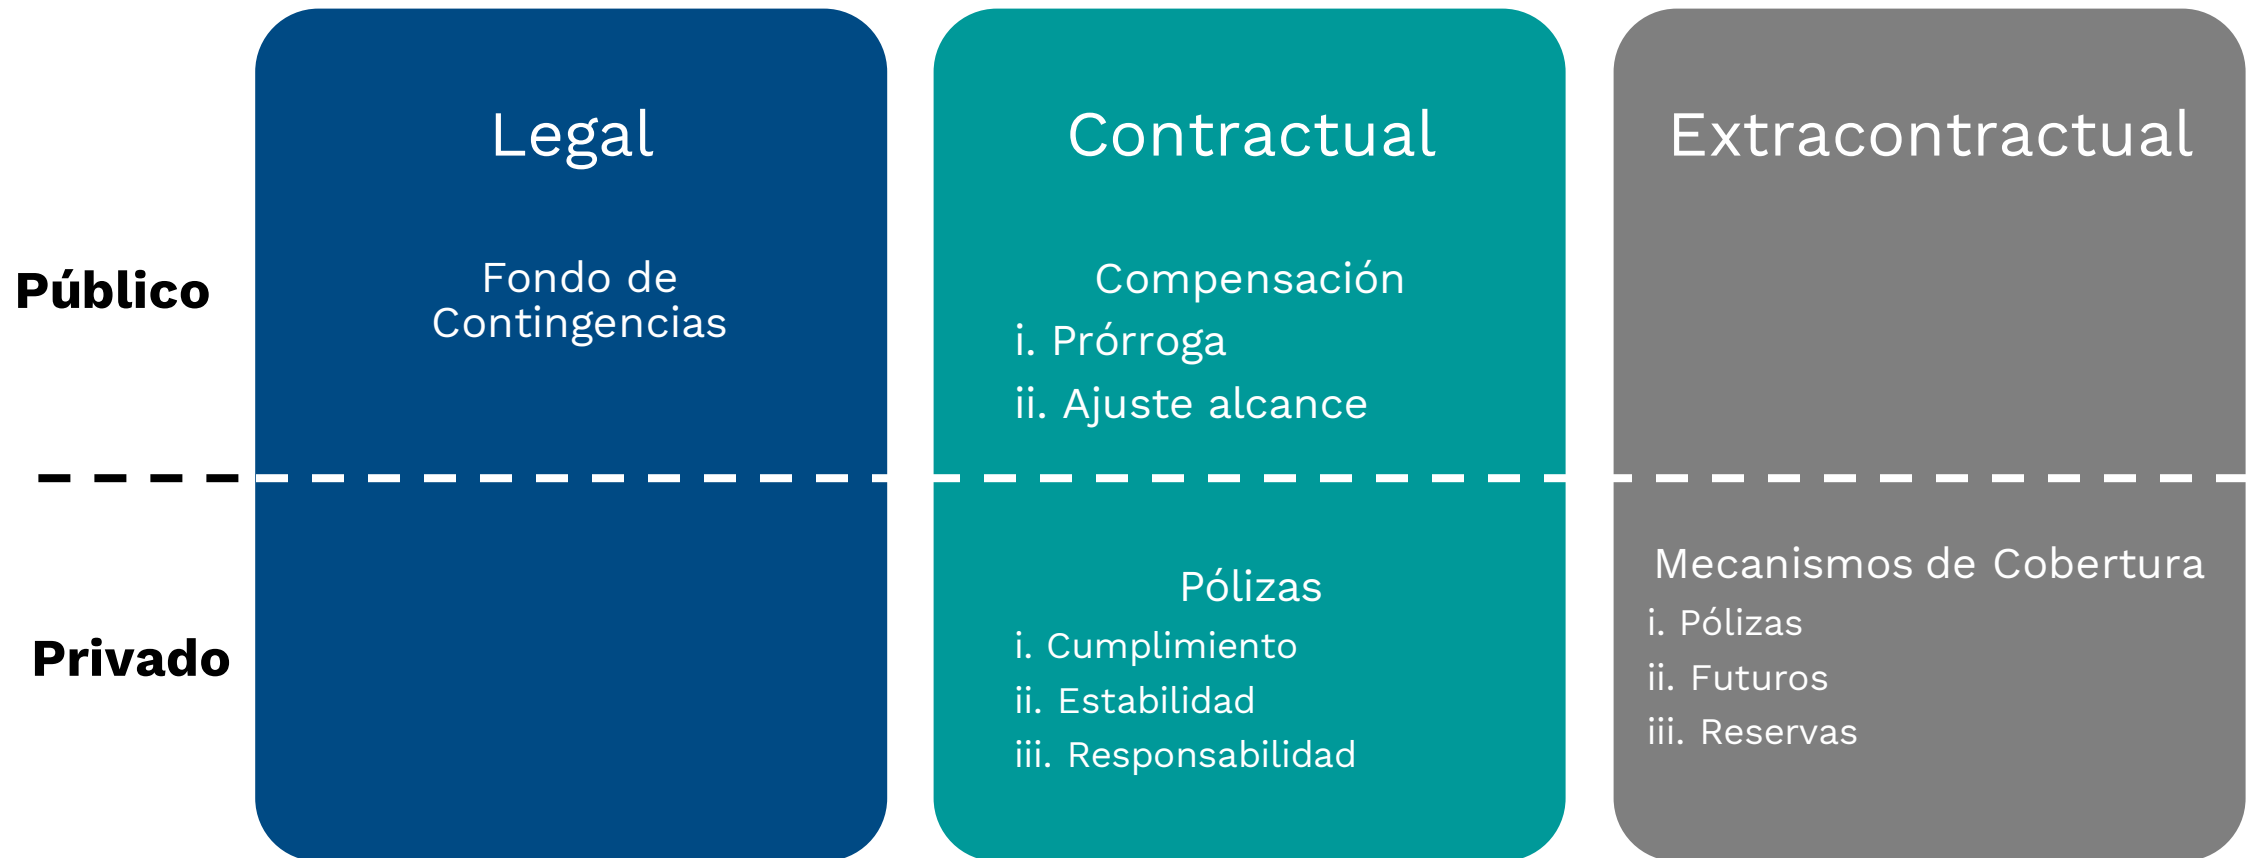 Legal
Contractual
Extracontractual
Público
Fondo de
Contingencias
Compensación
i. Prórroga
ii. Ajuste alcance
Privado
Pólizas
i. Cumplimiento
ii. Estabilidad
iii. Responsabilidad
Mecanismos de Cobertura
i. Pólizas
ii. Futuros
iii. Reservas